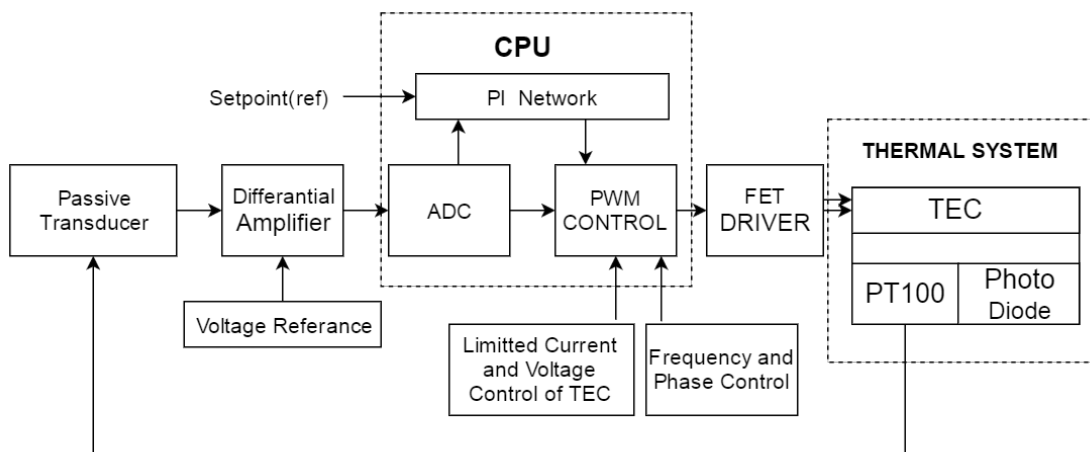 CPU
Setpoint(ref)
PI Network
THERMAL SYSTEM
Passive
Transducer
Differantial
Amplifier
ADC
PWM
CONTROL
FET
DRIVER
TEC
PT100
Photo
Diode
Voltage Referance
Limitted Current
and Voltage
Control of TEC
Frequency and
Phase Control